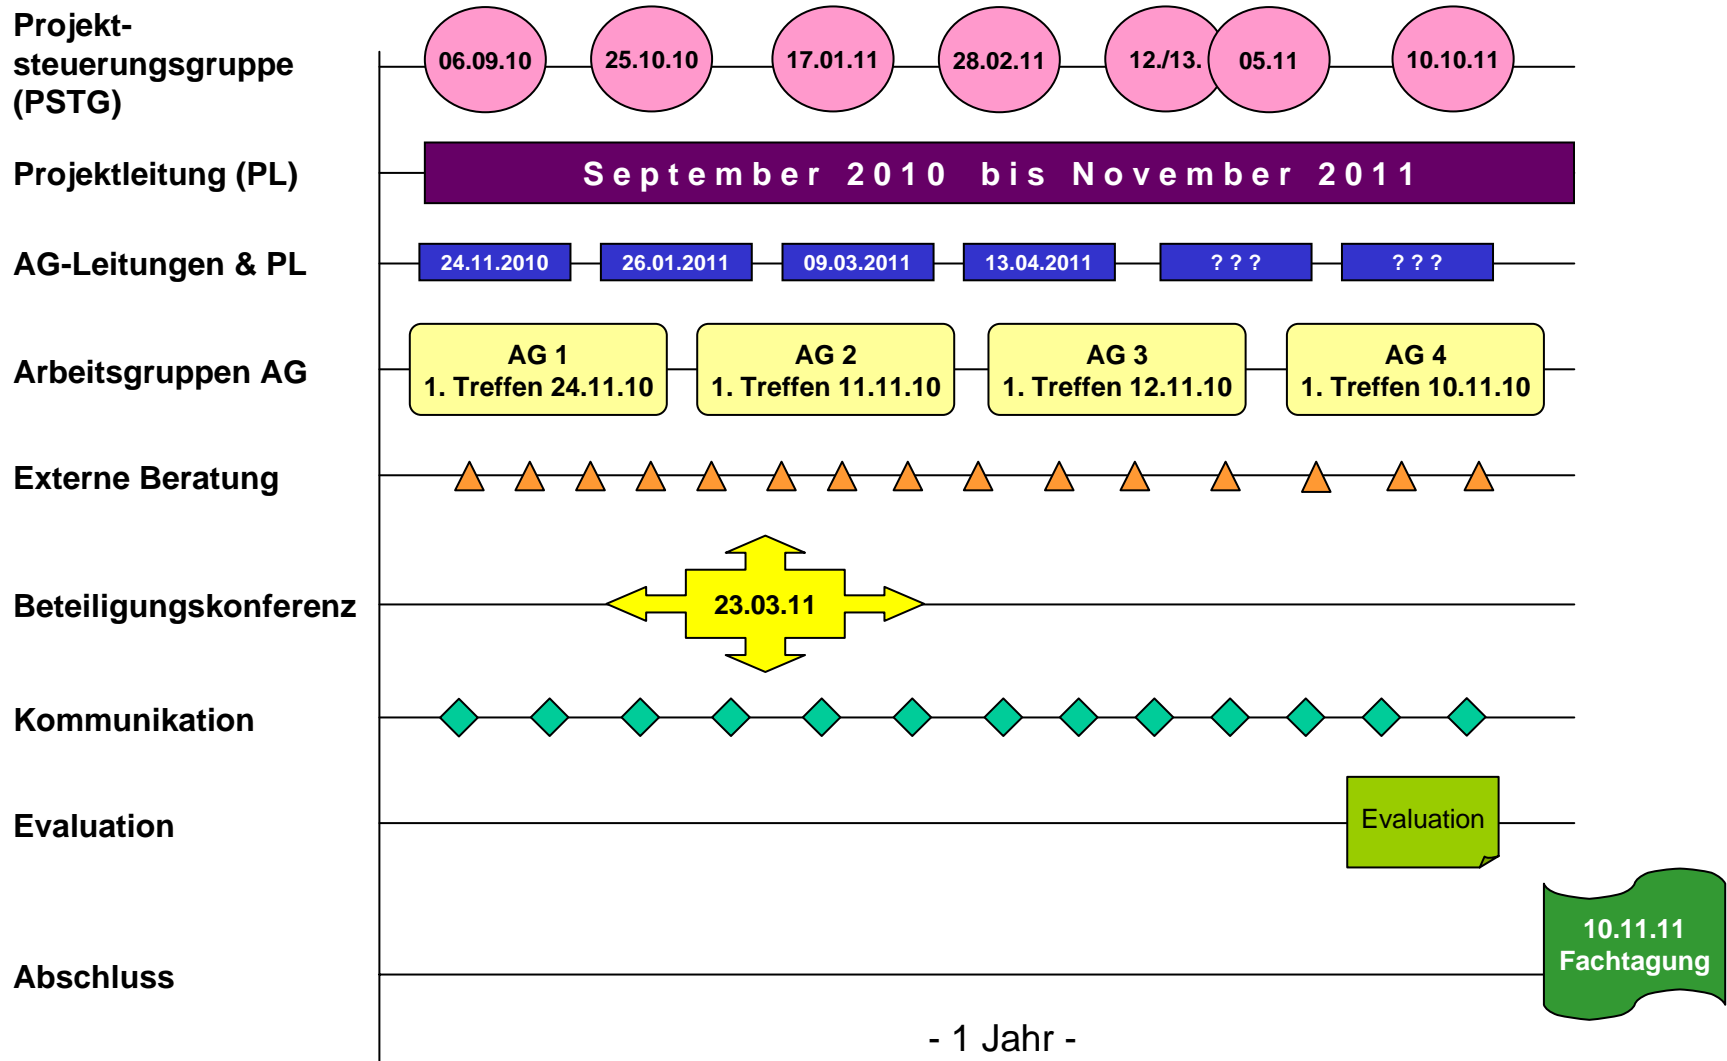 Projekt-
steuerungsgruppe
(PSTG)
06.09.10 25.10.10 17.01.11 28.02.11 12./13. 05.11 10.10.11
Projektleitung (PL)
September 2010 bis November 2011
AG-Leitungen & PL
24.11.2010 26.01.2011 09.03.2011 13.04.2011 ? ? ? ? ? ?
Arbeitsgruppen AG
AG 1
1. Treffen 24.11.10
AG 2
1. Treffen 11.11.10
AG 3
1. Treffen 12.11.10
AG 4
1. Treffen 10.11.10
Externe Beratung
Beteiligungskonferenz
23.03.11
Kommunikation
Evaluation
Evaluation
Abschluss
10.11.11
Fachtagung
- 1 Jahr -